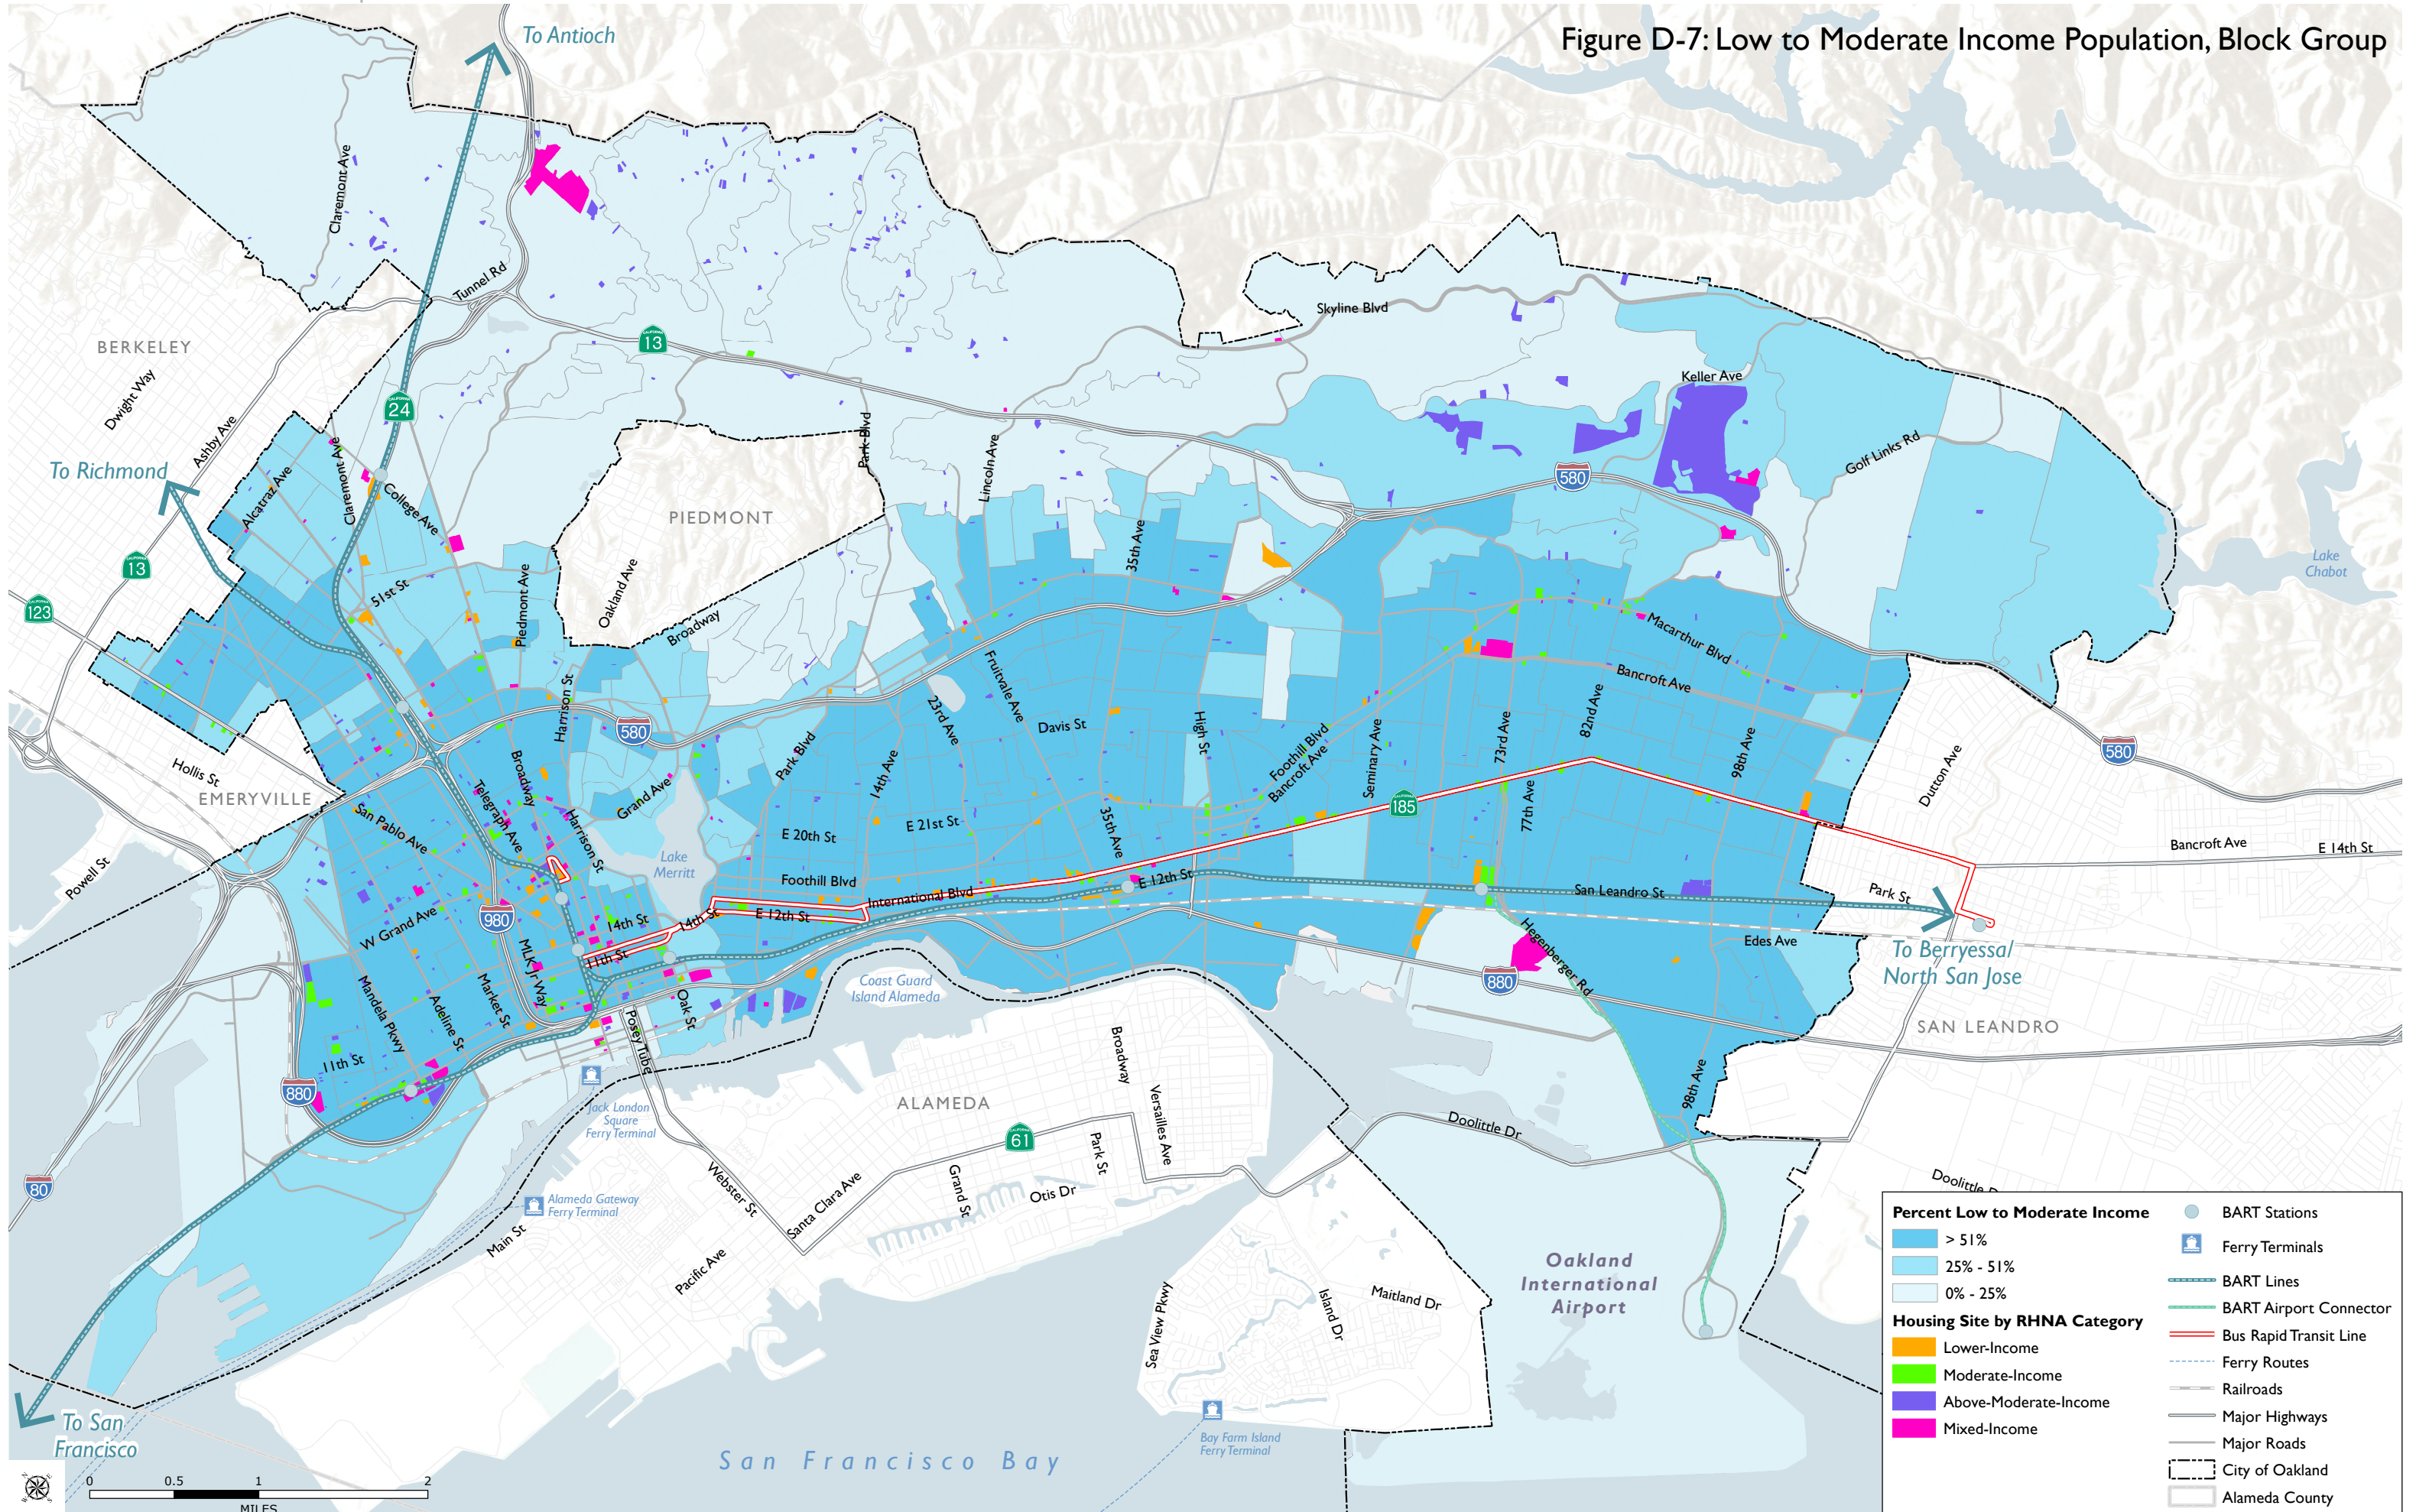 Figure D-7: Low to Moderate Income Population, Block Group
To Antioch
Claremont Ave
Tunnel Rd
BERKELEY
Dwight Way
Ashby Ave
To Richmond
Alcatraz Ave
Claremont Ave
CALIFORNIA
24
College Ave
CALIFORNIA
13
CALIFORNIA
13
CALIFORNIA
123
51st St
Piedmont Ave
PIEDMONT
Oakland Ave
Broadway
Park Blvd
Lincoln Ave
35th Ave
Skyline Blvd
Keller Ave
Golf Links Rd
580
Lake
Chabot
Macarthur Blvd
Bancroft Ave
Hollis St
EMERYVILLE
Powell St
San Pablo Ave
Telegraph Ave
Broadway
Harrison St
Harrison St
580
Grand Ave
Lake
Merritt
Park Blvd
14th Ave
23rd Ave
Fruitvale Ave
Davis St
High St
35th Ave
Foothill Blvd
Bancroft Ave
Seminary Ave
73rd Ave
77th Ave
82nd Ave
98th Ave
CALIFORNIA
185
Dutton Ave
580
Bancroft Ave
E 14th St
E 20th St
E 21st St
Foothill Blvd
International Blvd
E 12th St
E 12th St
San Leandro St
Park St
W Grand Ave
980
14th St
14th St
11th St
MLK Jr Way
Market St
Adeline St
Mandela Pkwy
11th St
880
Oak St
Posey Tube
Coast Guard
Island Alameda
Hegenberger Rd
880
Edes Ave
To Berryessa/
North San Jose
SAN LEANDRO
98th Ave
Doolittle Dr
80
Jack London
Square
Ferry Terminal
ALAMEDA
Broadway
Versailles Ave
Park St
CALIFORNIA
61
Grand St
Otis Dr
Santa Clara Ave
Webster St
Alameda Gateway
Ferry Terminal
Main St
Pacific Ave
Sea View Pkwy
Island Dr
Maitland Dr
Oakland
International
Airport
Bay Farm Island
Ferry Terminal
San Francisco Bay
To San
Francisco
N
E
S
W
0 0.5 1 2
MILES
Percent Low to Moderate Income
> 51%
25% - 51%
0% - 25%
Housing Site by RHNA Category
Lower-Income
Moderate-Income
Above-Moderate-Income
Mixed-Income
BART Stations
Ferry Terminals
BART Lines
BART Airport Connector
Bus Rapid Transit Line
Ferry Routes
Railroads
Major Highways
Major Roads
City of Oakland
Alameda County